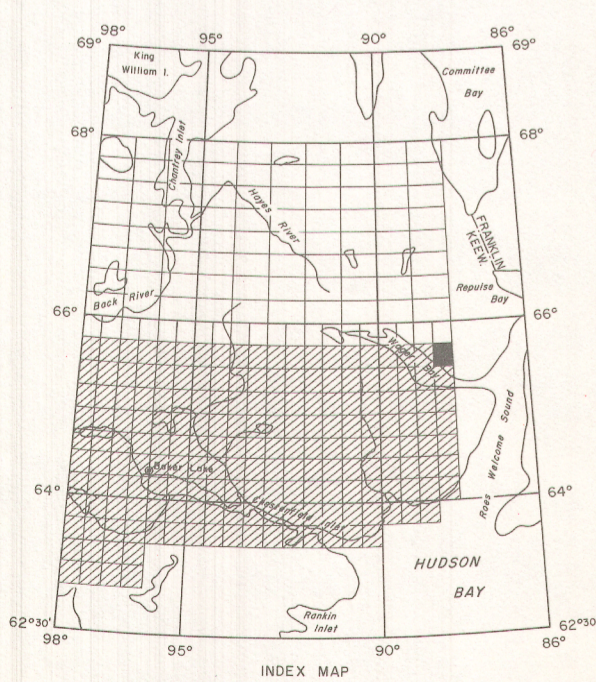 98°
95°
90°
86°
69°
69°
King
William I.
Committee
Bay
68°
68°
Chantrey Inlet
Hayes River
FRANKLIN
KEEW.
Back River
Repulse
Bay
66°
66°
Wager Bay
Roes Welcome Sound
Baker Lake
64°
64°
Chesterfield Inlet
HUDSON
BAY
Rankin
Inlet
62°30'
62°30'
98°
95°
90°
86°
INDEX MAP